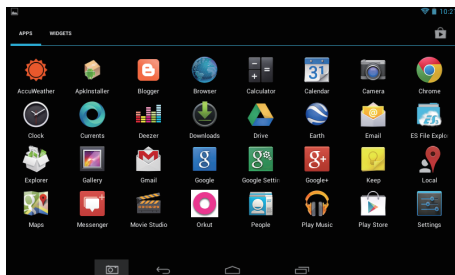 10:2
APPS WIDGETS
AccuWeather ApkInstaller Blogger Browser Calculator Calendar Camera Chrome
Clock Currents Deezer Downloads Drive Earth Email ES File Explo
Explorer Gallery Gmail Google Google Settin Google+ Keep Local
Maps Messenger Movie Studio Orkut People Play Music Play Store Settings